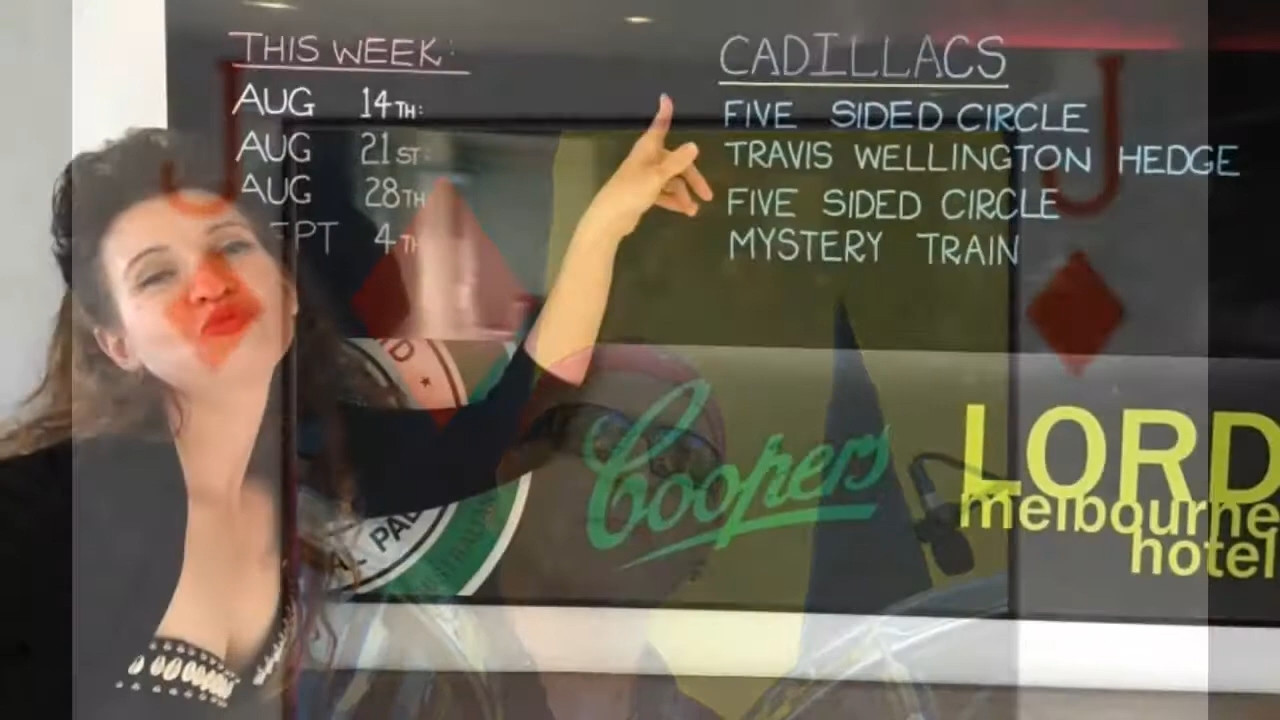 THIS WEEK:
CADILLACS
AUG 14TH:
FIVE SIDED CIRCLE
AUG 21ST:
TRAVIS WELLINGTON HEDGE
AUG 28TH
FIVE SIDED CIRCLE
4TH
MYSTERY TRAIN
J
J
Coopers
LORD
melbourne
hotel